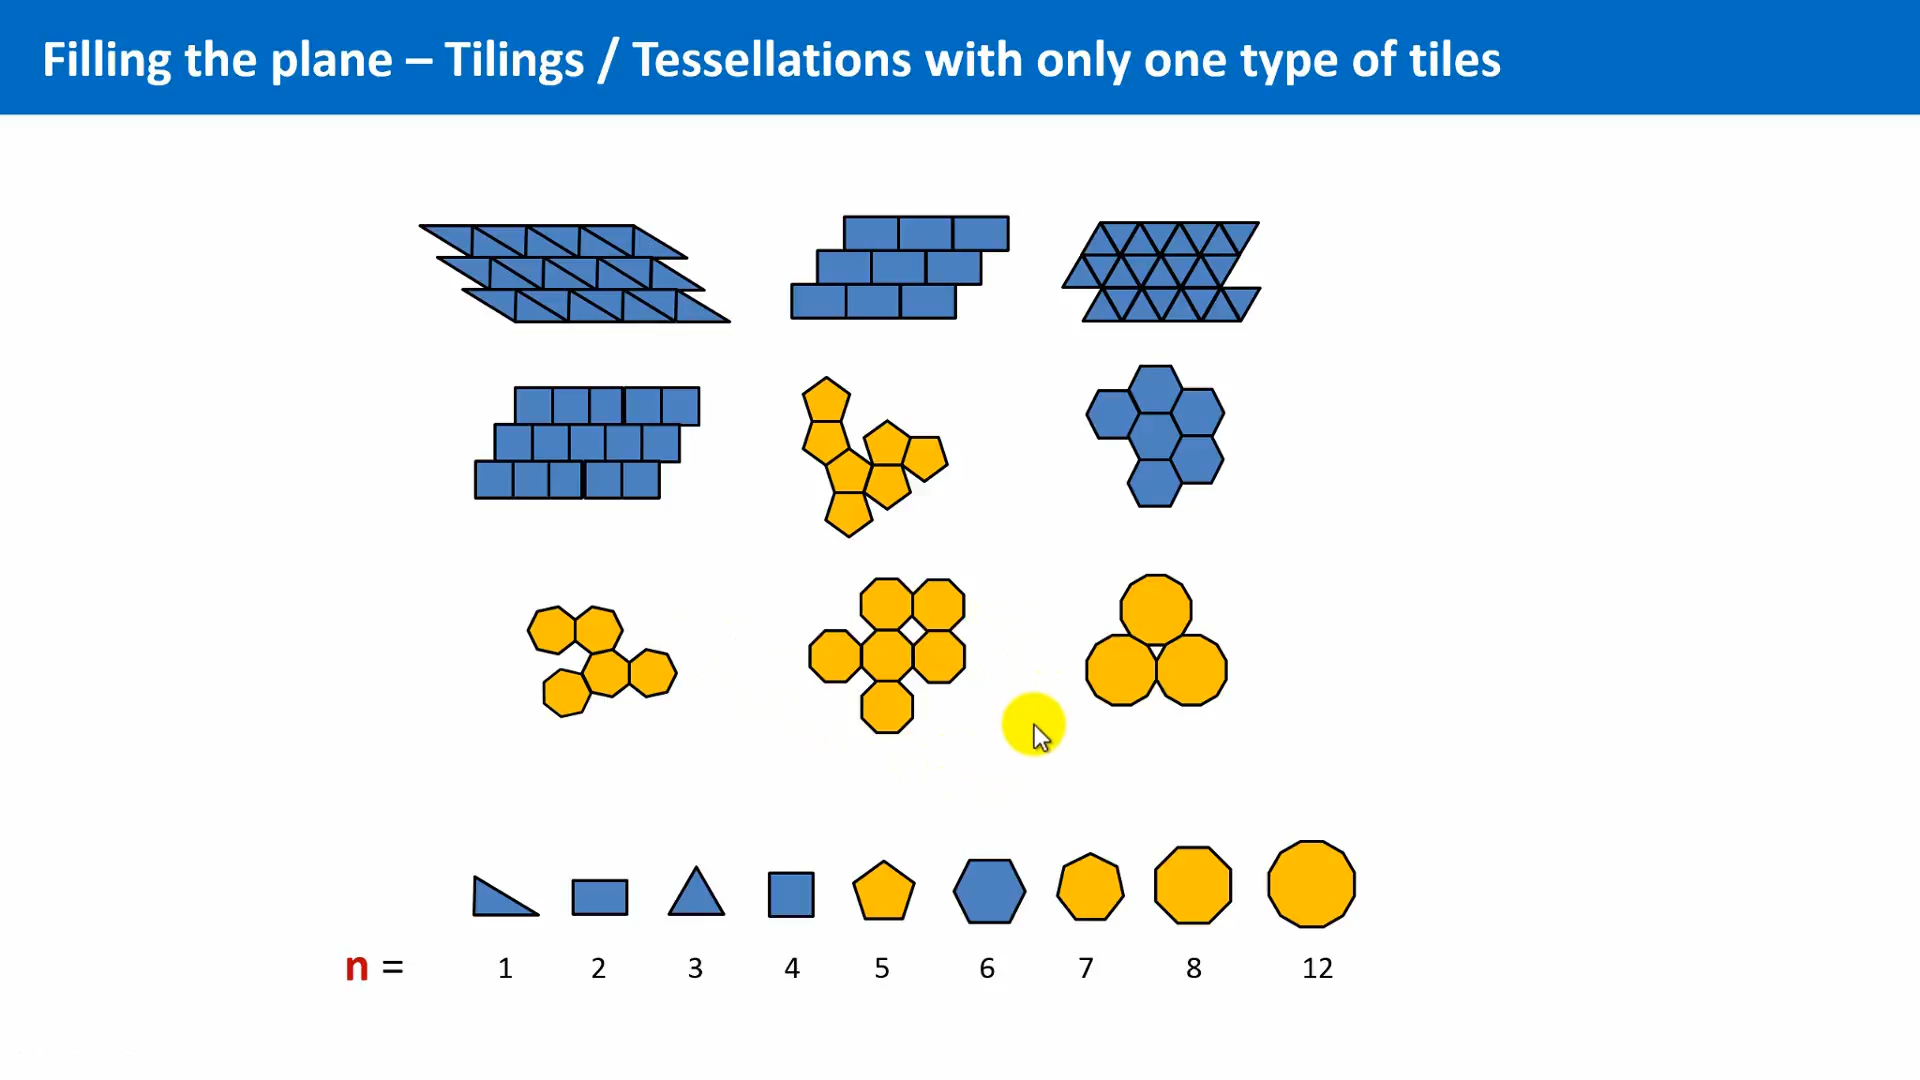 Filling the plane – Tilings / Tessellations with only one type of tiles
n = 1 2 3 4 5 6 7 8 12